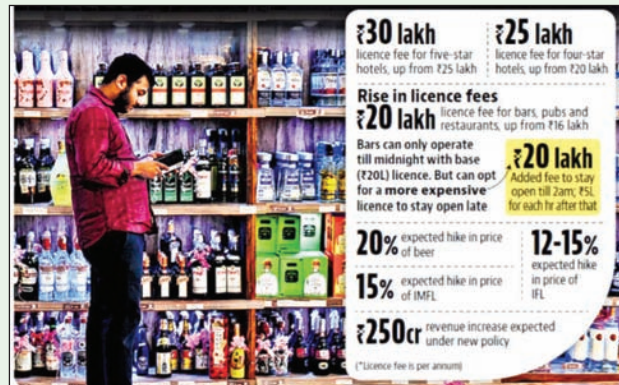 ₹30 lakh
licence fee for five-star
hotels, up from ₹25 lakh
₹25 lakh
licence fee for four-star
hotels, up from ₹20 lakh
Rise in licence fees
₹20 lakh licence fee for bars, pubs and
restaurants, up from ₹16 lakh
Bars can only operate
till midnight with base
(₹20L) licence. But can opt
for a more expensive
licence to stay open late
₹20 lakh
Added fee to stay
open till 2am; ₹5L
for each hr after that
20% expected hike in price
of beer
15% expected hike in price
of IMFL
12-15%
expected hike
in price of
IFL
₹250cr revenue increase expected
under new policy
(*Licence fee is per annum)